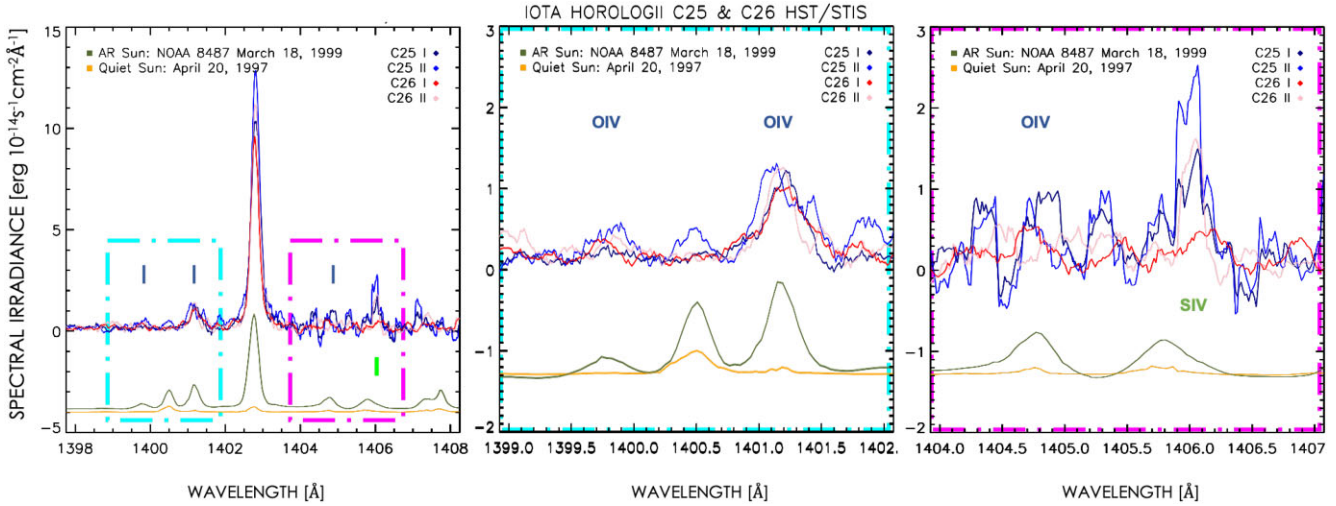 IOTA HOROLOGII C25 & C26 HST/STIS
SPECTRAL IRRADIANCE [erg 10⁻¹⁴s⁻¹cm⁻²Å⁻¹]
15
10
5
0
−5
AR Sun: NOAA 8487 March 18, 1999
Quiet Sun: April 20, 1997
C25 I
C25 II
C26 I
C26 II
1398 1400 1402 1404 1406 1408
WAVELENGTH [Å]
3
2
1
0
−1
−2
AR Sun: NOAA 8487 March 18, 1999
Quiet Sun: April 20, 1997
C25 I
C25 II
C26 I
C26 II
OIV OIV
1399.0 1399.5 1400.0 1400.5 1401.0 1401.5 1402.
WAVELENGTH [Å]
3
2
1
0
−1
−2
AR Sun: NOAA 8487 March 18, 1999
Quiet Sun: April 20, 1997
C25 I
C25 II
C26 I
C26 II
OIV
SIV
1404.0 1404.5 1405.0 1405.5 1406.0 1406.5 1407
WAVELENGTH [Å]